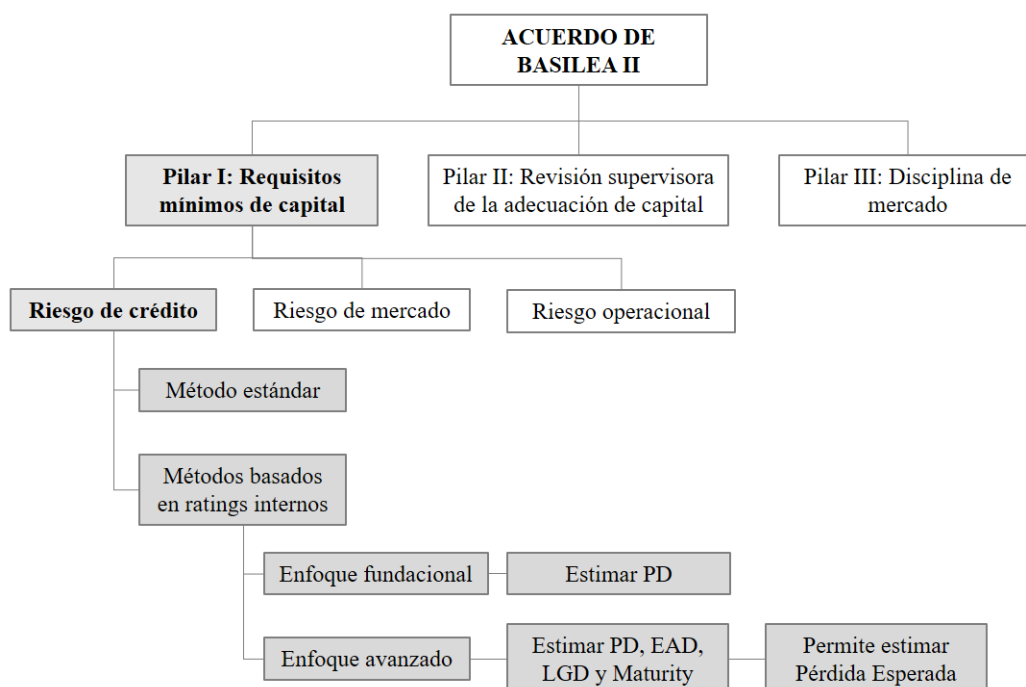 ACUERDO DE
BASILEA II
Pilar I: Requisitos
mínimos de capital
Pilar II: Revisión supervisora
de la adecuación de capital
Pilar III: Disciplina de
mercado
Riesgo de crédito
Riesgo de mercado
Riesgo operacional
Método estándar
Métodos basados
en ratings internos
Enfoque fundacional
Estimar PD
Enfoque avanzado
Estimar PD, EAD,
LGD y Maturity
Permite estimar
Pérdida Esperada